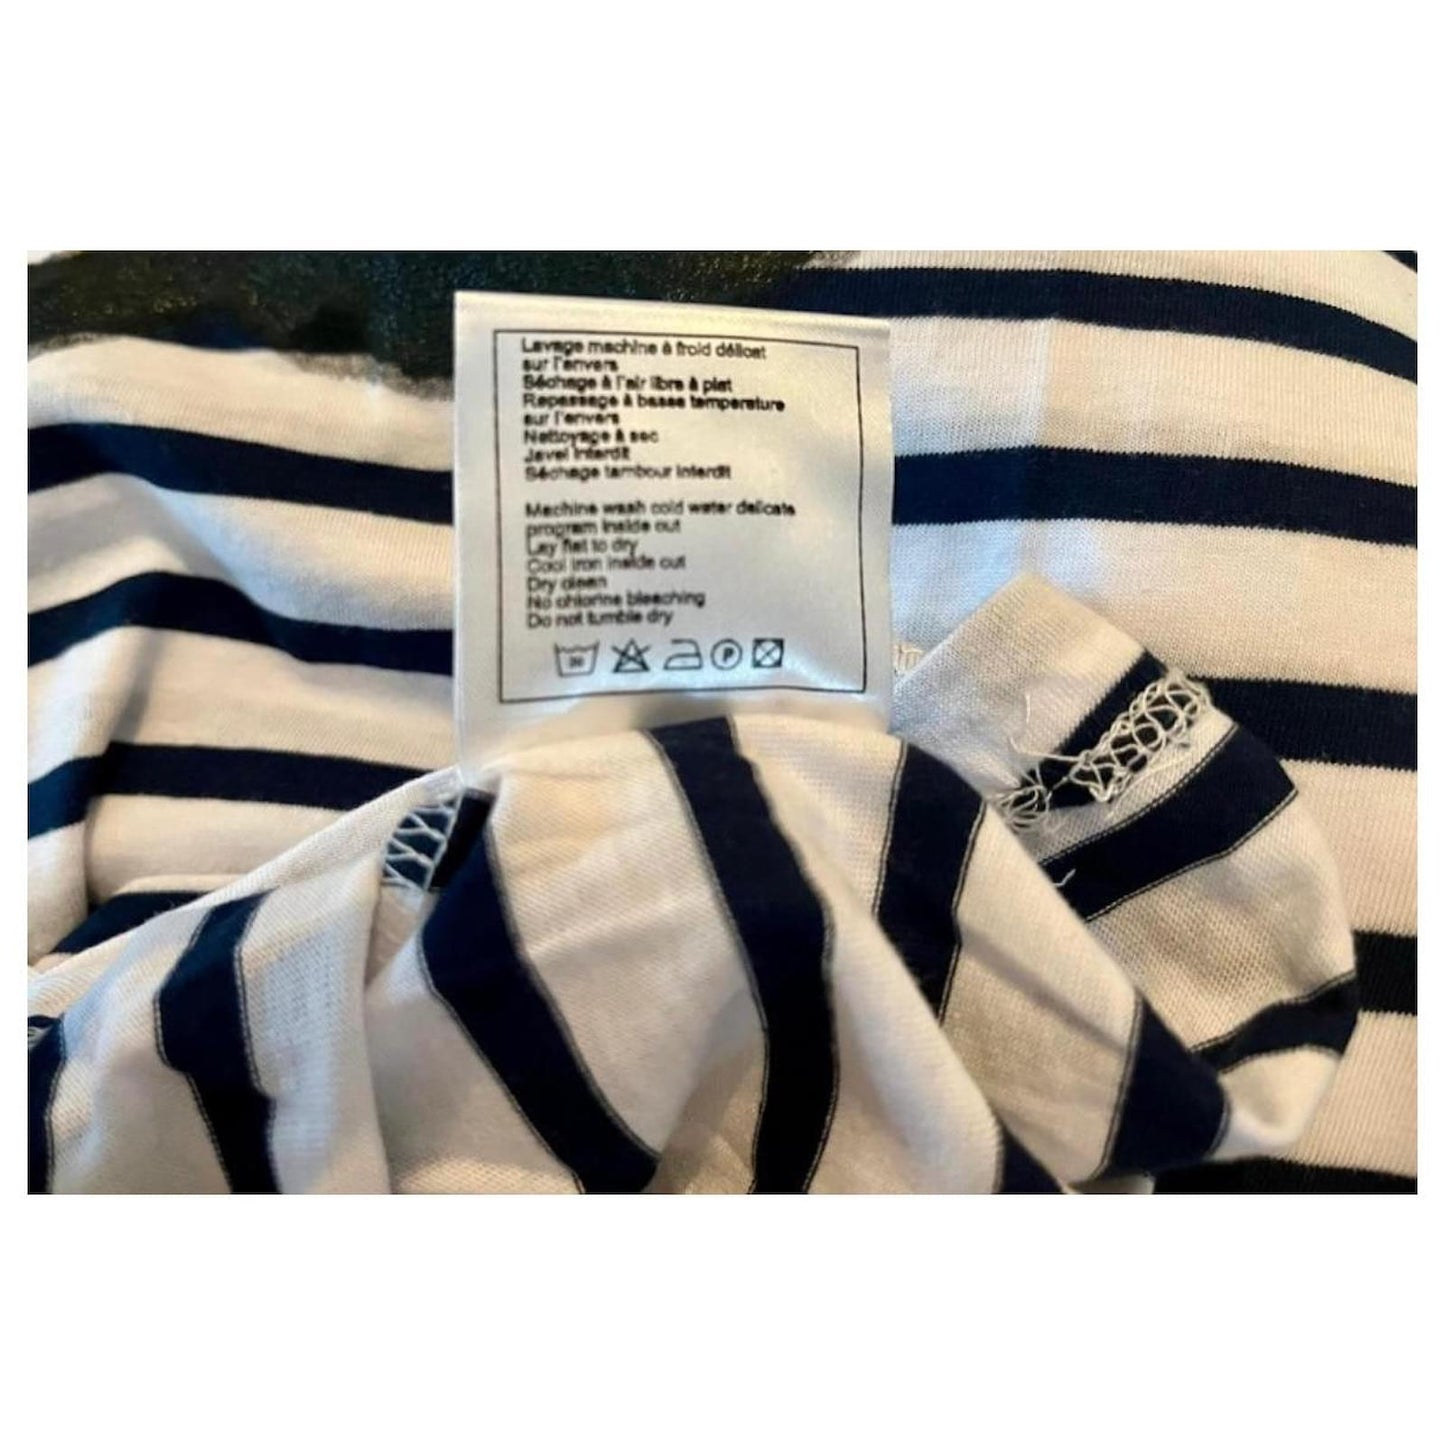 Lavage machine à froid délicat
sur l'envers
Séchage à l'air libre à plat
Repassage à basse temperature
sur l'envers
Nettoyage à sec
Javel interdit
Séchage tambour interdit
Machine wash cold water delicate
program inside out
Lay flat to dry
Cool iron inside out
Dry clean
No chlorine bleaching
Do not tumble dry
30 P